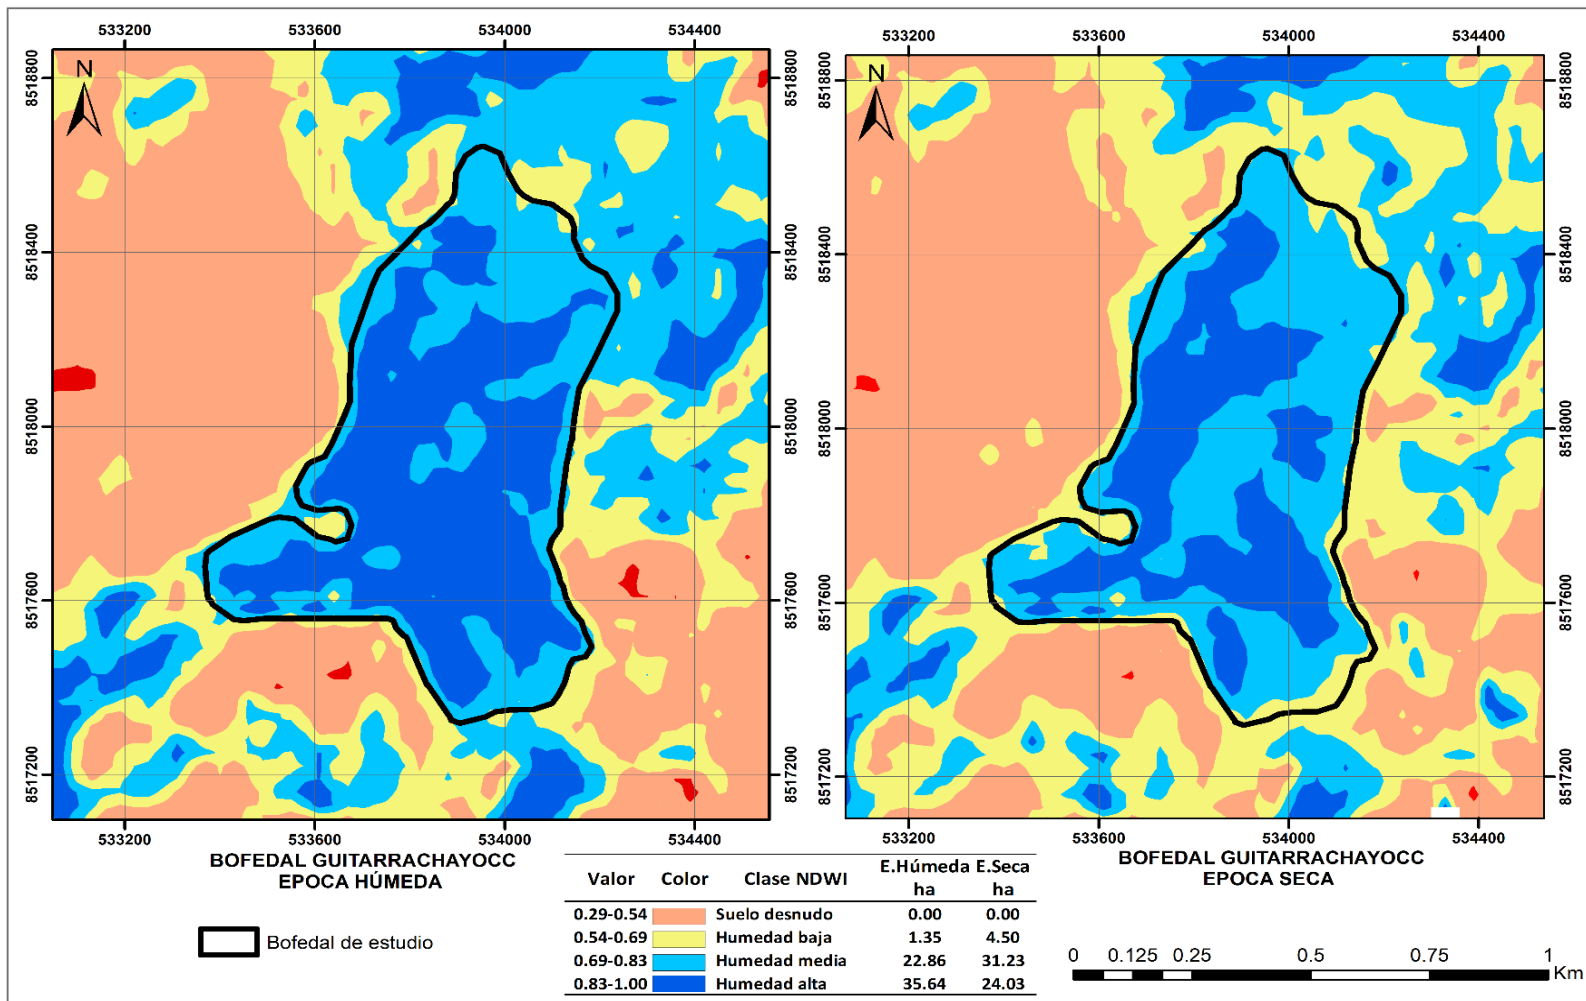 533200 533600 534000 534400
533200 533600 534000 534400
N
N
8518800 8518800 8518800 8518800
8518400 8518400 8518400 8518400
8518000 8518000 8518000 8518000
8517600 8517600 8517600 8517600
8517200 8517200 8517200 8517200
533200 533600 534000 534400
533200 533600 534000 534400
BOFEDAL GUITARRACHAYOCC
EPOCA HÚMEDA
BOFEDAL GUITARRACHAYOCC
EPOCA SECA
Bofedal de estudio
Valor Color Clase NDWI E.Húmeda ha E.Seca ha
0.29-0.54 Suelo desnudo 0.00 0.00
0.54-0.69 Humedad baja 1.35 4.50
0.69-0.83 Humedad media 22.86 31.23
0.83-1.00 Humedad alta 35.64 24.03
0 0.125 0.25 0.5 0.75 1
Km